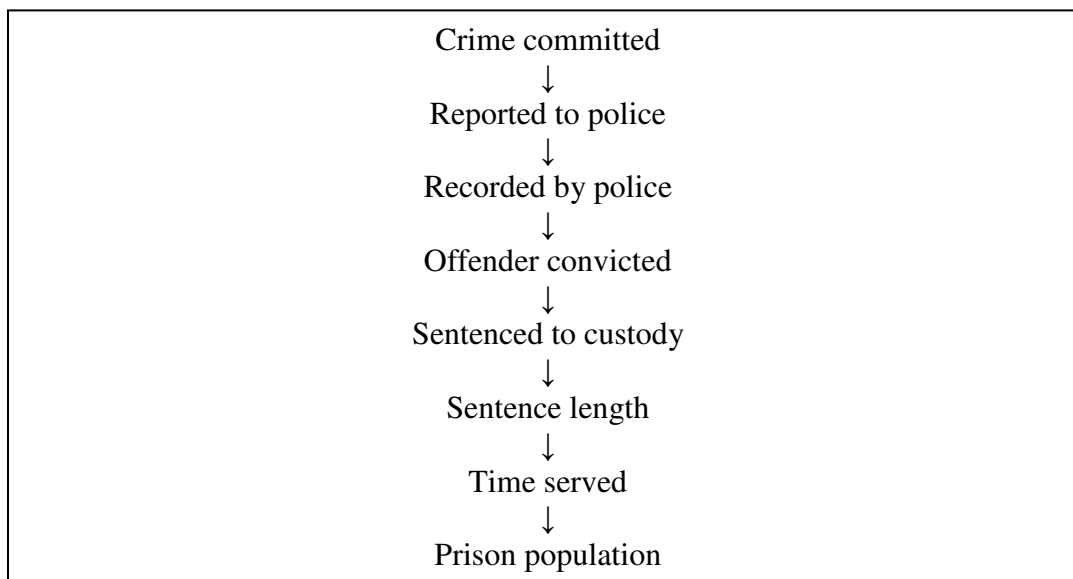 Crime committed
↓
Reported to police
↓
Recorded by police
↓
Offender convicted
↓
Sentenced to custody
↓
Sentence length
↓
Time served
↓
Prison population